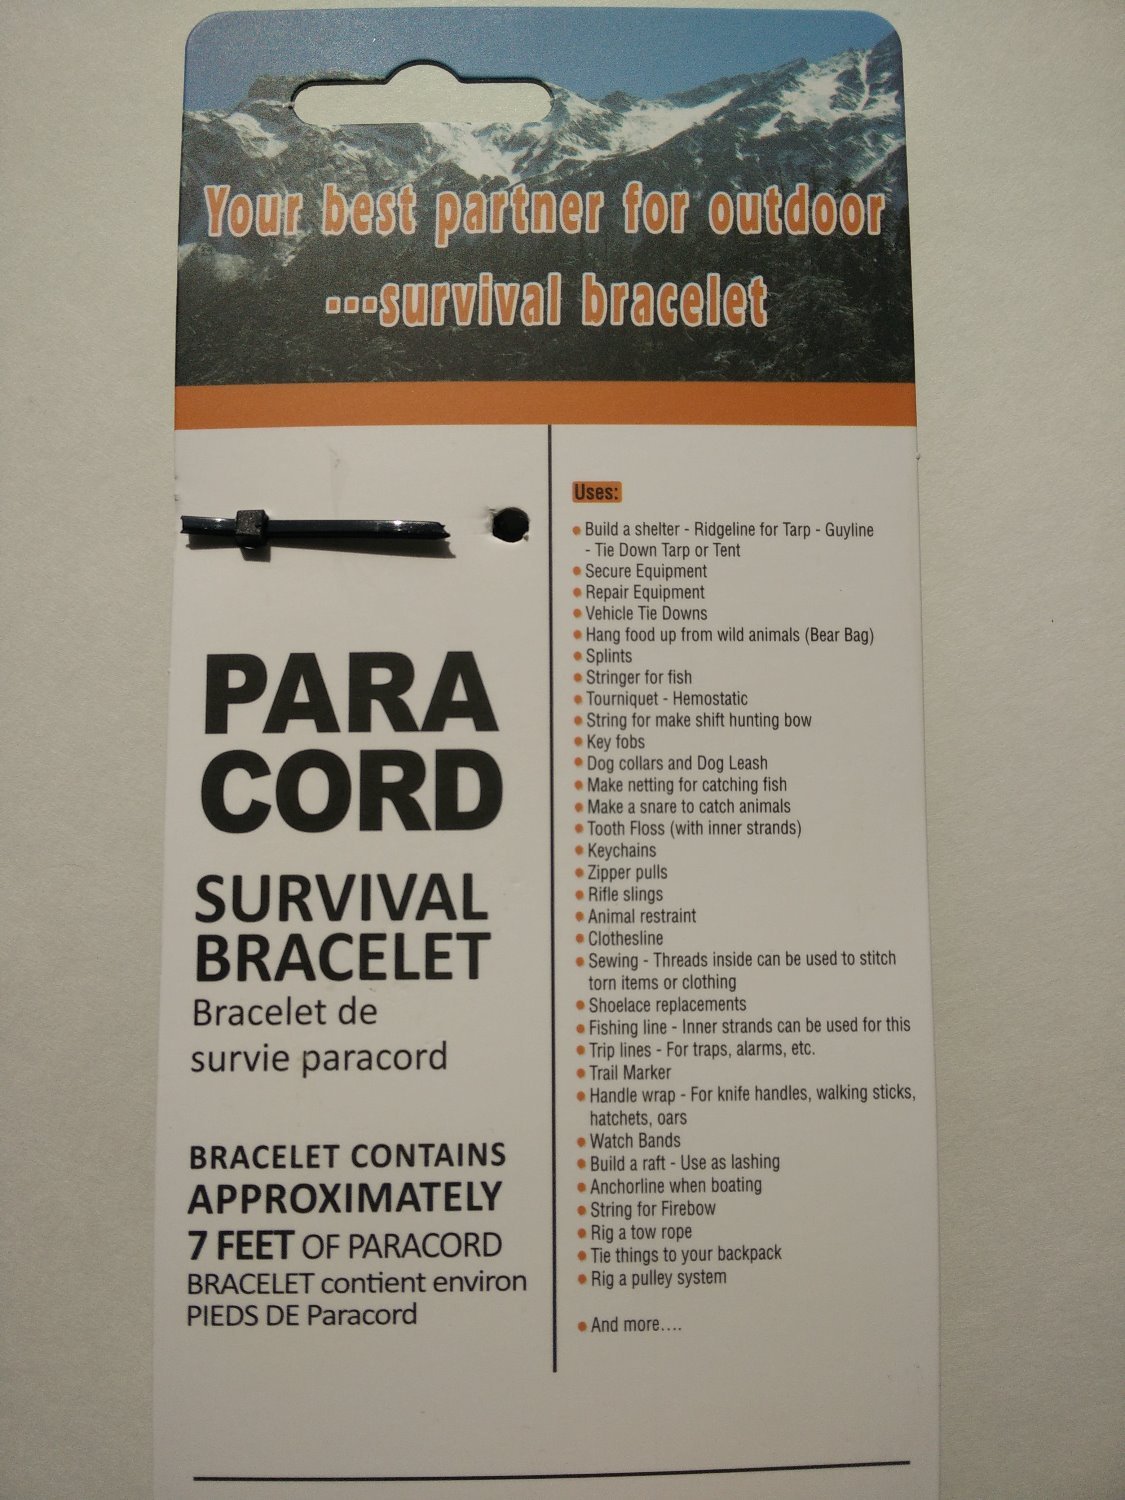 Your best partner for outdoor
...survival bracelet
PARA
CORD
SURVIVAL
BRACELET
Bracelet de
survie paracord
BRACELET CONTAINS
APPROXIMATELY
7 FEET OF PARACORD
BRACELET contient environ
PIEDS DE Paracord
Uses:
• Build a shelter - Ridgeline for Tarp - Guyline
- Tie Down Tarp or Tent
• Secure Equipment
• Repair Equipment
• Vehicle Tie Downs
• Hang food up from wild animals (Bear Bag)
• Splints
• Stringer for fish
• Tourniquet - Hemostatic
• String for make shift hunting bow
• Key fobs
• Dog collars and Dog Leash
• Make netting for catching fish
• Make a snare to catch animals
• Tooth Floss (with inner strands)
• Keychains
• Zipper pulls
• Rifle slings
• Animal restraint
• Clothesline
• Sewing - Threads inside can be used to stitch
torn items or clothing
• Shoelace replacements
• Fishing line - Inner strands can be used for this
• Trip lines - For traps, alarms, etc.
• Trail Marker
• Handle wrap - For knife handles, walking sticks,
hatchets, oars
• Watch Bands
• Build a raft - Use as lashing
• Anchorline when boating
• String for Firebow
• Rig a tow rope
• Tie things to your backpack
• Rig a pulley system
• And more....